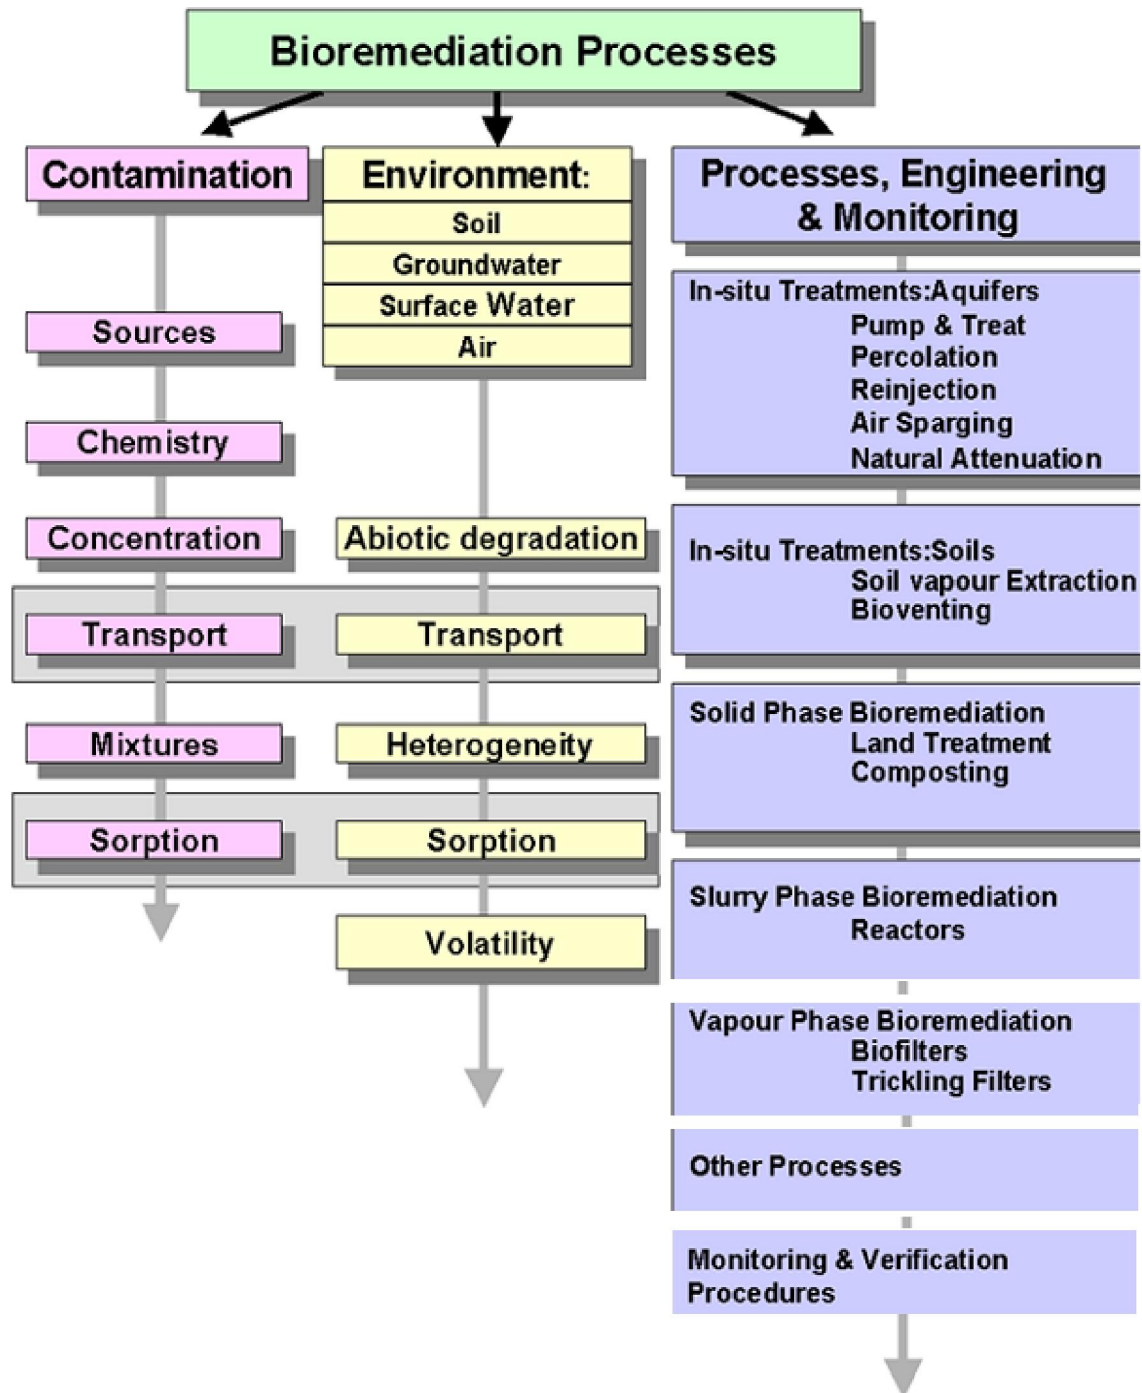 Bioremediation Processes
Contamination
Sources
Chemistry
Concentration
Transport
Mixtures
Sorption
Environment:
Soil
Groundwater
Surface Water
Air
Abiotic degradation
Transport
Heterogeneity
Sorption
Volatility
Processes, Engineering
& Monitoring
In-situ Treatments:Aquifers
Pump & Treat
Percolation
Reinjection
Air Sparging
Natural Attenuation
In-situ Treatments:Soils
Soil vapour Extraction
Bioventing
Solid Phase Bioremediation
Land Treatment
Composting
Slurry Phase Bioremediation
Reactors
Vapour Phase Bioremediation
Biofilters
Trickling Filters
Other Processes
Monitoring & Verification
Procedures